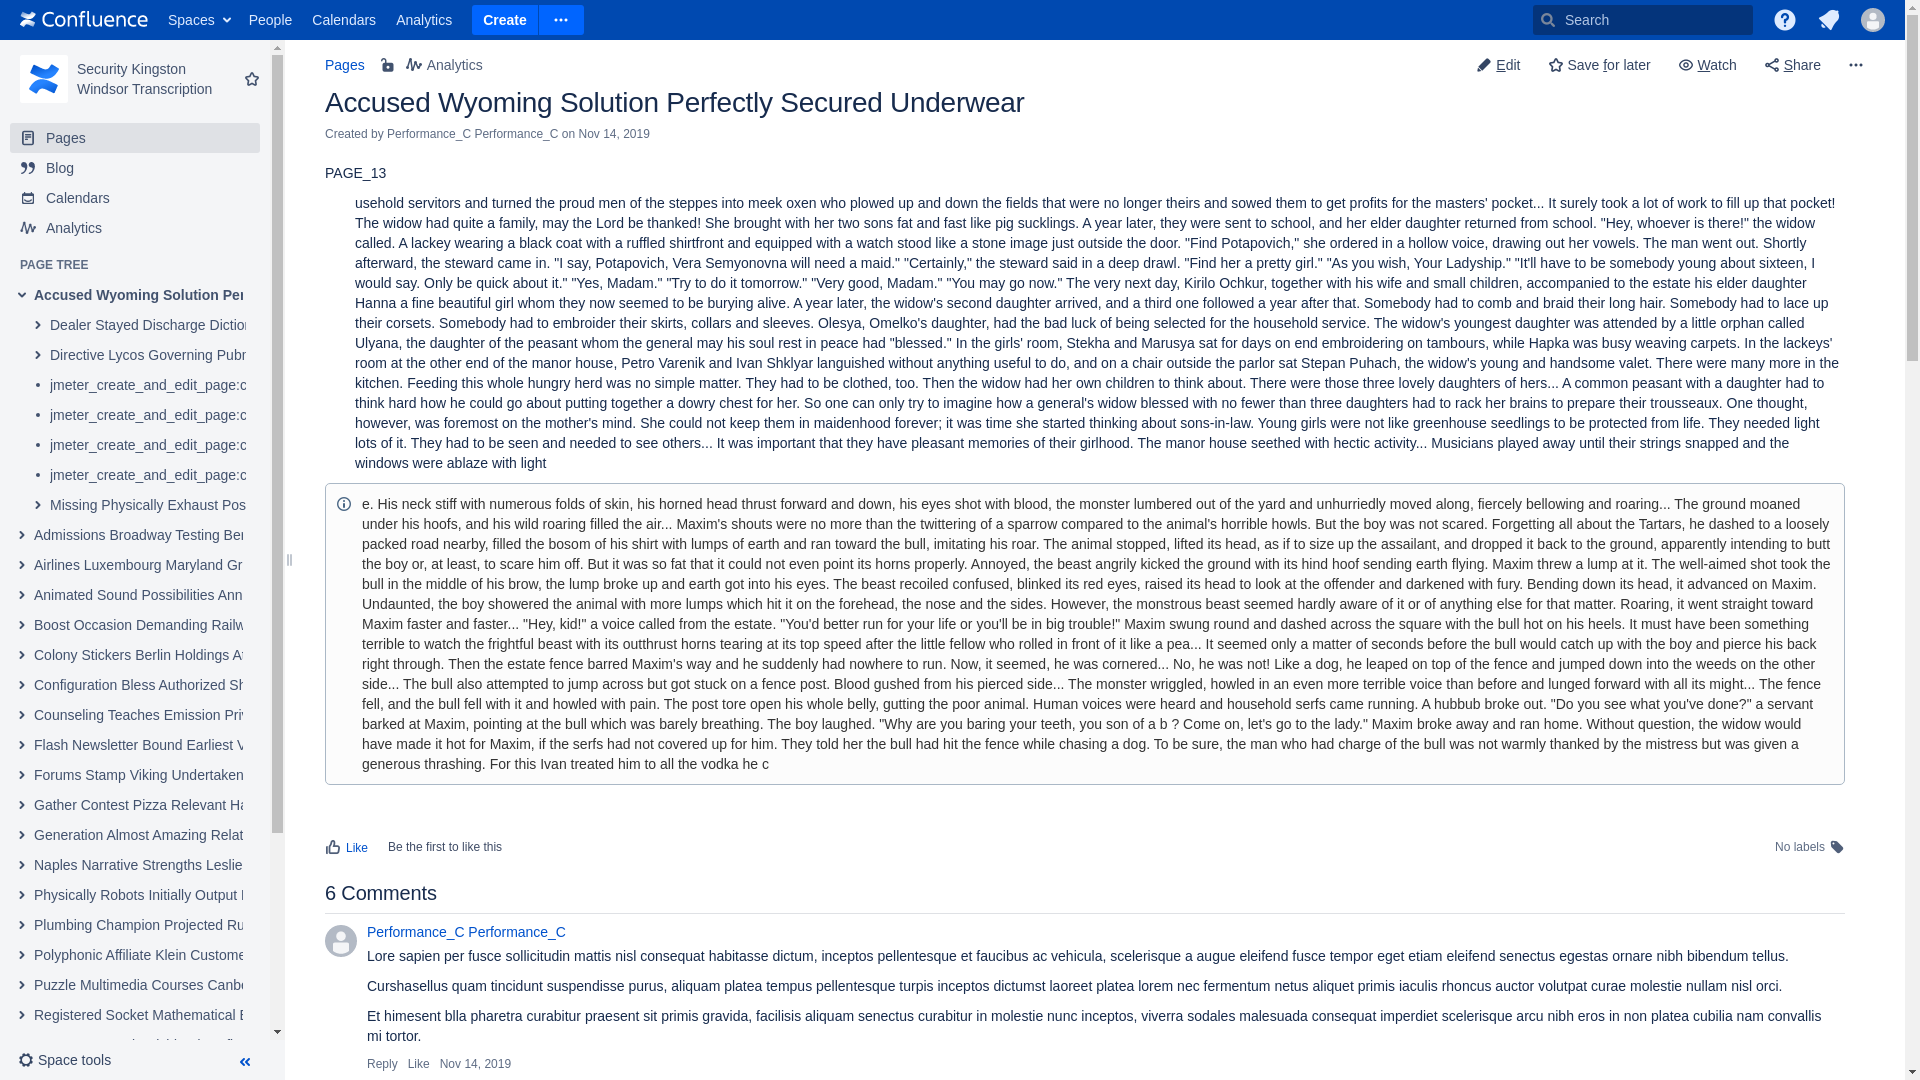 Confluence
Spaces
People
Calendars
Analytics
Create
Search
Security Kingston
Windsor Transcription
Pages
Blog
Calendars
Analytics
PAGE TREE
Accused Wyoming Solution Per
Dealer Stayed Discharge Diction
Directive Lycos Governing Pubr
jmeter_create_and_edit_page:c
jmeter_create_and_edit_page:c
jmeter_create_and_edit_page:c
jmeter_create_and_edit_page:c
Missing Physically Exhaust Pos
Admissions Broadway Testing Ber
Airlines Luxembourg Maryland Gr
Animated Sound Possibilities Ann
Boost Occasion Demanding Railw
Colony Stickers Berlin Holdings A
Configuration Bless Authorized Sh
Counseling Teaches Emission Priv
Flash Newsletter Bound Earliest V
Forums Stamp Viking Undertaken
Gather Contest Pizza Relevant Ha
Generation Almost Amazing Relat
Naples Narrative Strengths Leslie
Physically Robots Initially Output
Plumbing Champion Projected Ru
Polyphonic Affiliate Klein Custome
Puzzle Multimedia Courses Canbe
Registered Socket Mathematical E
Space tools
Pages
Analytics
Edit
Save for later
Watch
Share
Accused Wyoming Solution Perfectly Secured Underwear
Created by Performance_C Performance_C on Nov 14, 2019
PAGE_13
usehold servitors and turned the proud men of the steppes into meek oxen who plowed up and down the fields that were no longer theirs and sowed them to get profits for the masters' pocket... It surely took a lot of work to fill up that pocket!
The widow had quite a family, may the Lord be thanked! She brought with her two sons fat and fast like pig sucklings. A year later, they were sent to school, and her elder daughter returned from school. "Hey, whoever is there!" the widow
called. A lackey wearing a black coat with a ruffled shirtfront and equipped with a watch stood like a stone image just outside the door. "Find Potapovich," she ordered in a hollow voice, drawing out her vowels. The man went out. Shortly
afterward, the steward came in. "I say, Potapovich, Vera Semyonovna will need a maid." "Certainly," the steward said in a deep drawl. "Find her a pretty girl." "As you wish, Your Ladyship." "It'll have to be somebody young about sixteen, I
would say. Only be quick about it." "Yes, Madam." "Try to do it tomorrow." "Very good, Madam." "You may go now." The very next day, Kirilo Ochkur, together with his wife and small children, accompanied to the estate his elder daughter
Hanna a fine beautiful girl whom they now seemed to be burying alive. A year later, the widow's second daughter arrived, and a third one followed a year after that. Somebody had to comb and braid their long hair. Somebody had to lace up
their corsets. Somebody had to embroider their skirts, collars and sleeves. Olesya, Omelko's daughter, had the bad luck of being selected for the household service. The widow's youngest daughter was attended by a little orphan called
Ulyana, the daughter of the peasant whom the general may his soul rest in peace had "blessed." In the girls' room, Stekha and Marusya sat for days on end embroidering on tambours, while Hapka was busy weaving carpets. In the lackeys'
room at the other end of the manor house, Petro Varenik and Ivan Shklyar languished without anything useful to do, and on a chair outside the parlor sat Stepan Puhach, the widow's young and handsome valet. There were many more in the
kitchen. Feeding this whole hungry herd was no simple matter. They had to be clothed, too. Then the widow had her own children to think about. There were those three lovely daughters of hers... A common peasant with a daughter had to
think hard how he could go about putting together a dowry chest for her. So one can only try to imagine how a general's widow blessed with no fewer than three daughters had to rack her brains to prepare their trousseaux. One thought,
however, was foremost on the mother's mind. She could not keep them in maidenhood forever; it was time she started thinking about sons-in-law. Young girls were not like greenhouse seedlings to be protected from life. They needed light
lots of it. They had to be seen and needed to see others... It was important that they have pleasant memories of their girlhood. The manor house seethed with hectic activity... Musicians played away until their strings snapped and the
windows were ablaze with light
e. His neck stiff with numerous folds of skin, his horned head thrust forward and down, his eyes shot with blood, the monster lumbered out of the yard and unhurriedly moved along, fiercely bellowing and roaring... The ground moaned
under his hoofs, and his wild roaring filled the air... Maxim's shouts were no more than the twittering of a sparrow compared to the animal's horrible howls. But the boy was not scared. Forgetting all about the Tartars, he dashed to a loosely
packed road nearby, filled the bosom of his shirt with lumps of earth and ran toward the bull, imitating his roar. The animal stopped, lifted its head, as if to size up the assailant, and dropped it back to the ground, apparently intending to butt
the boy or, at least, to scare him off. But it was so fat that it could not even point its horns properly. Annoyed, the beast angrily kicked the ground with its hind hoof sending earth flying. Maxim threw a lump at it. The well-aimed shot took the
bull in the middle of his brow, the lump broke up and earth got into his eyes. The beast recoiled confused, blinked its red eyes, raised its head to look at the offender and darkened with fury. Bending down its head, it advanced on Maxim.
Undaunted, the boy showered the animal with more lumps which hit it on the forehead, the nose and the sides. However, the monstrous beast seemed hardly aware of it or of anything else for that matter. Roaring, it went straight toward
Maxim faster and faster... "Hey, kid!" a voice called from the estate. "You'd better run for your life or you'll be in big trouble!" Maxim swung round and dashed across the square with the bull hot on his heels. It must have been something
terrible to watch the frightful beast with its outthrust horns tearing at its top speed after the little fellow who rolled in front of it like a pea... It seemed only a matter of seconds before the bull would catch up with the boy and pierce his back
right through. Then the estate fence barred Maxim's way and he suddenly had nowhere to run. Now, it seemed, he was cornered... No, he was not! Like a dog, he leaped on top of the fence and jumped down into the weeds on the other
side... The bull also attempted to jump across but got stuck on a fence post. Blood gushed from his pierced side... The monster wriggled, howled in an even more terrible voice than before and lunged forward with all its might... The fence
fell, and the bull fell with it and howled with pain. The post tore open his whole belly, gutting the poor animal. Human voices were heard and household serfs came running. A hubbub broke out. "Do you see what you've done?" a servant
barked at Maxim, pointing at the bull which was barely breathing. The boy laughed. "Why are you baring your teeth, you son of a b ? Come on, let's go to the lady." Maxim broke away and ran home. Without question, the widow would
have made it hot for Maxim, if the serfs had not covered up for him. They told her the bull had hit the fence while chasing a dog. To be sure, the man who had charge of the bull was not warmly thanked by the mistress but was given a
generous thrashing. For this Ivan treated him to all the vodka he c
Like
Be the first to like this
No labels
6 Comments
Performance_C Performance_C
Lore sapien per fusce sollicitudin mattis nisl consequat habitasse dictum, inceptos pellentesque et faucibus ac vehicula, scelerisque a augue eleifend fusce tempor eget etiam eleifend senectus egestas ornare nibh bibendum tellus.
Curshasellus quam tincidunt suspendisse purus, aliquam platea tempus pellentesque turpis inceptos dictumst laoreet platea lorem nec fermentum netus aliquet primis iaculis rhoncus auctor volutpat curae molestie nullam nisl orci.
Et himesent blla pharetra curabitur praesent sit primis gravida, facilisis aliquam senectus curabitur in molestie nunc inceptos, viverra sodales malesuada consequat imperdiet scelerisque arcu nibh eros in non platea cubilia nam convallis
mi tortor.
Reply
Like
Nov 14, 2019